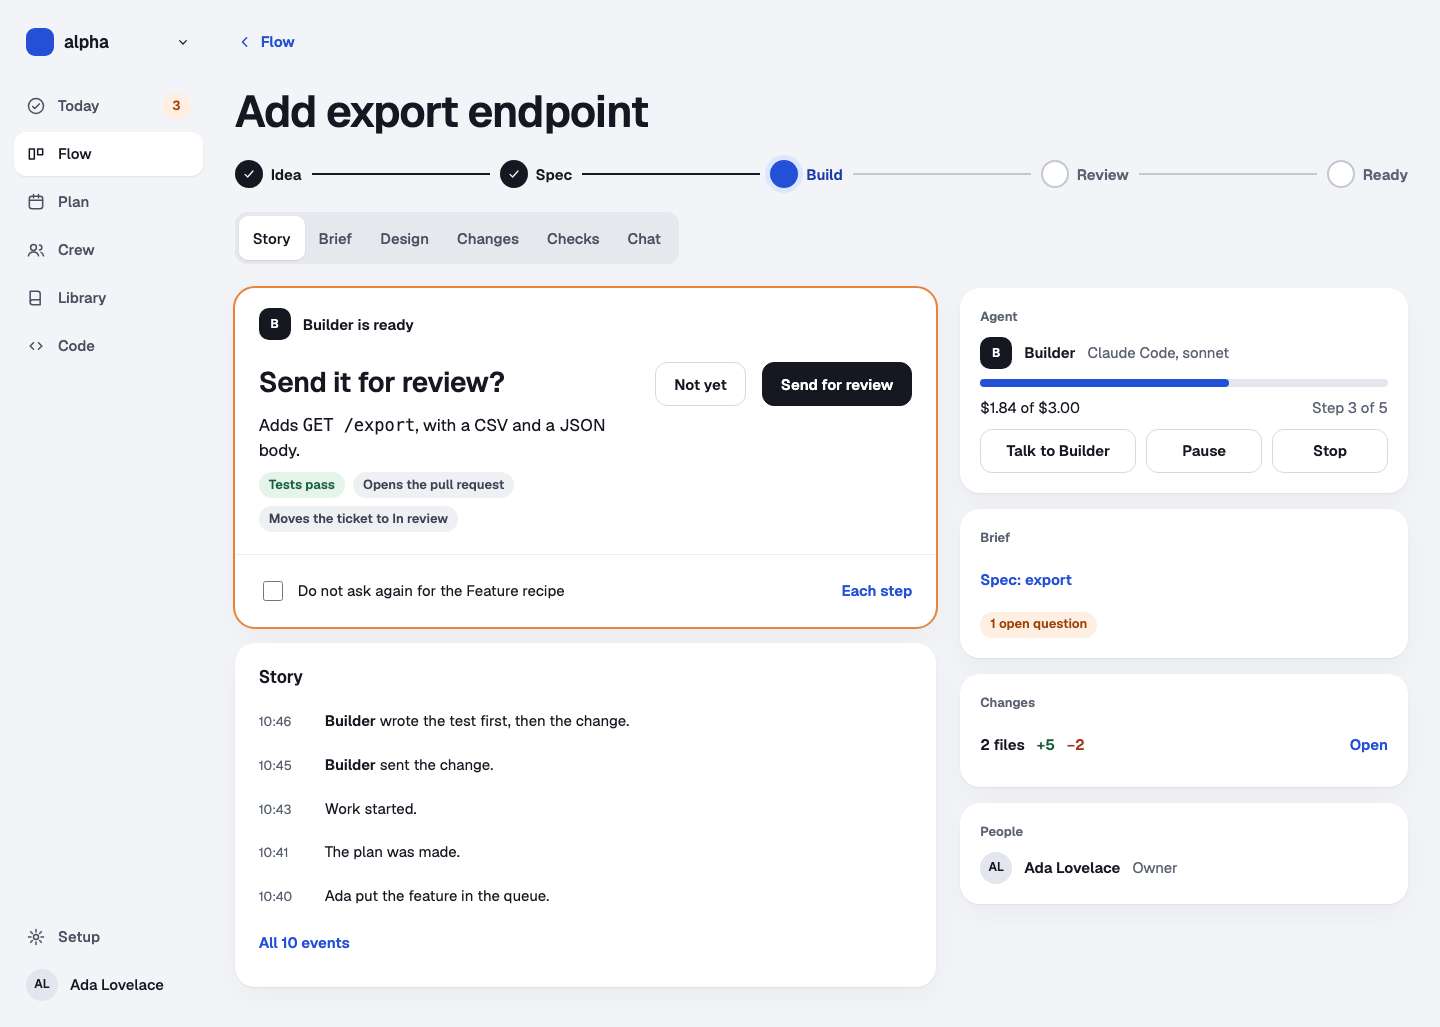 alpha
Today 3
Flow
Plan
Crew
Library
Code
Setup
AL Ada Lovelace
Flow
Add export endpoint
Idea Spec Build Review Ready
Story Brief Design Changes Checks Chat
B Builder is ready
Send it for review?
Not yet Send for review
Adds GET /export, with a CSV and a JSON
body.
Tests pass Opens the pull request
Moves the ticket to In review
Do not ask again for the Feature recipe Each step
Story
10:46 Builder wrote the test first, then the change.
10:45 Builder sent the change.
10:43 Work started.
10:41 The plan was made.
10:40 Ada put the feature in the queue.
All 10 events
Agent
B Builder Claude Code, sonnet
$1.84 of $3.00 Step 3 of 5
Talk to Builder Pause Stop
Brief
Spec: export
1 open question
Changes
2 files +5 −2 Open
People
AL Ada Lovelace Owner